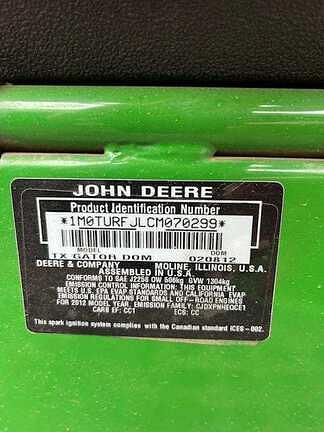 JOHN DEERE
Product Identification Number
*1M0TURFJLCM070299*
MODEL DOM
TX GATOR DOM 020812
DEERE & COMPANY MOLINE, ILLINOIS, U.S.A.
ASSEMBLED IN U.S.A.
CONFORMS TO SAE J2258 OW 506kg GVW 1304kg
EMISSION CONTROL INFORMATION: THIS EQUIPMENT
MEETS U.S. EPA EVAP STANDARDS AND CALIFORNIA EVAP
EMISSION REGULATIONS FOR SMALL OFF-ROAD ENGINES
FOR 2012 MODEL YEAR. EMISSION FAMILY:
CARB EF: CC1 ECS: CC
This spark ignition system complies with the Canadian standard ICES-002.